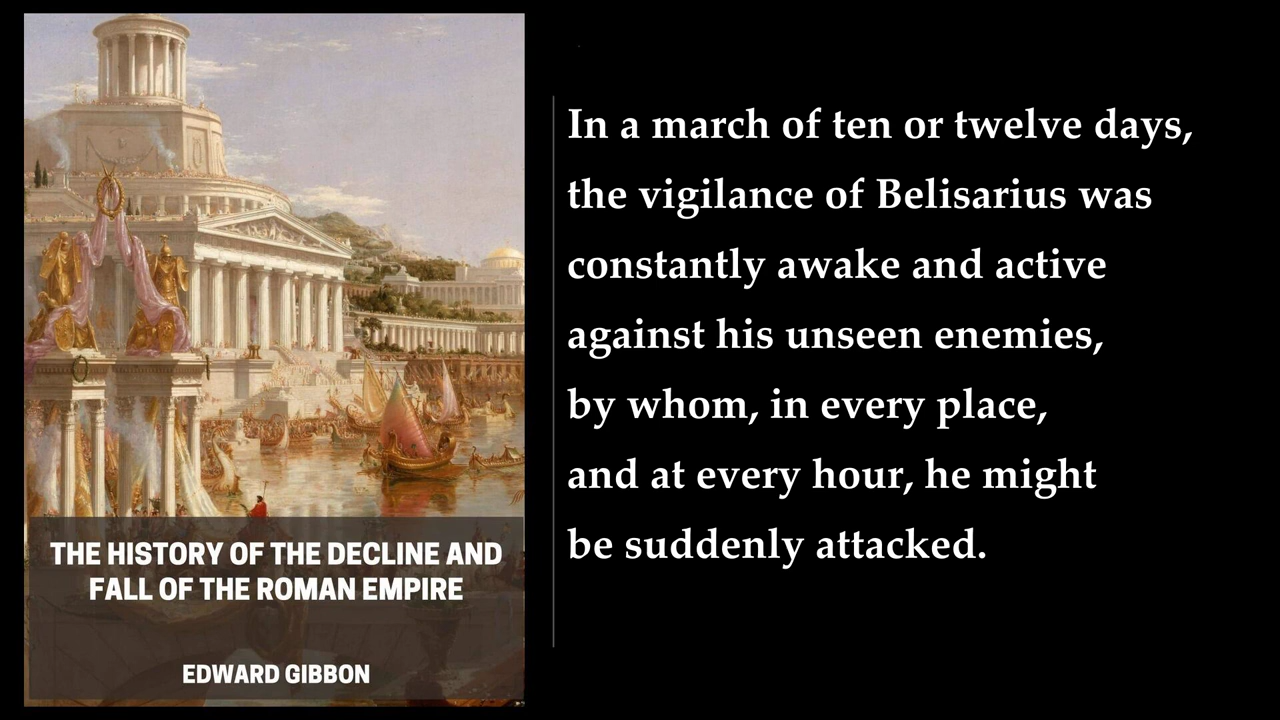 THE HISTORY OF THE DECLINE AND
FALL OF THE ROMAN EMPIRE
EDWARD GIBBON
In a march of ten or twelve days,
the vigilance of Belisarius was
constantly awake and active
against his unseen enemies,
by whom, in every place,
and at every hour, he might
be suddenly attacked.